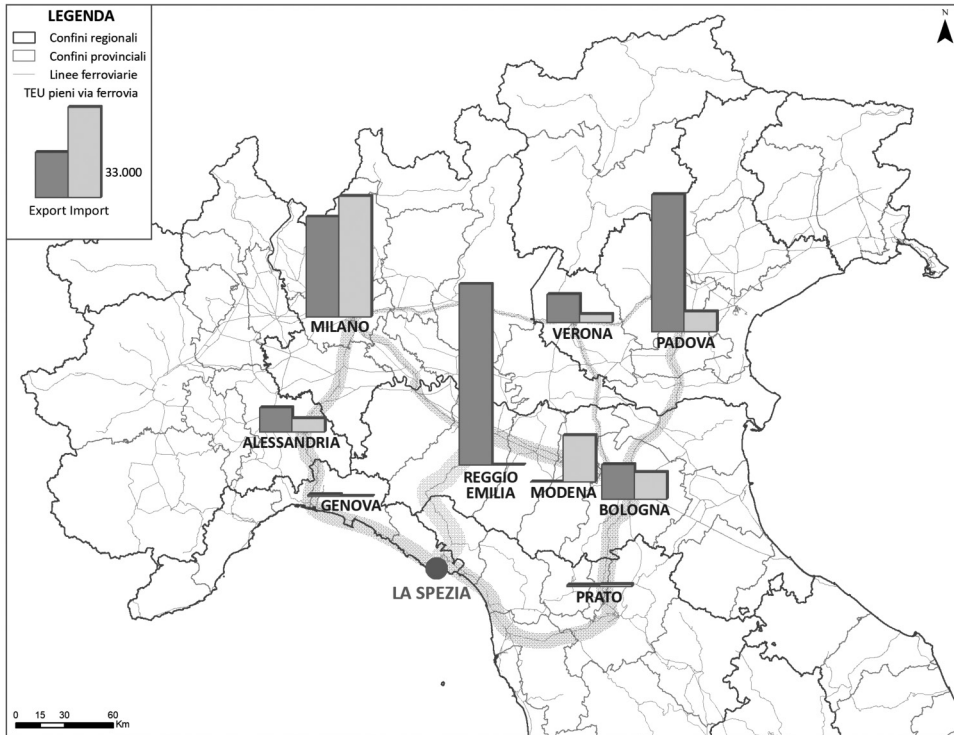 LEGENDA
Confini regionali
Confini provinciali
Linee ferroviarie
TEU pieni via ferrovia
33.000
Export Import
N
MILANO
VERONA
PADOVA
ALESSANDRIA
GENOVA
REGGIO
EMILIA
MODENA
BOLOGNA
LA SPEZIA
PRATO
0 15 30 60
Km